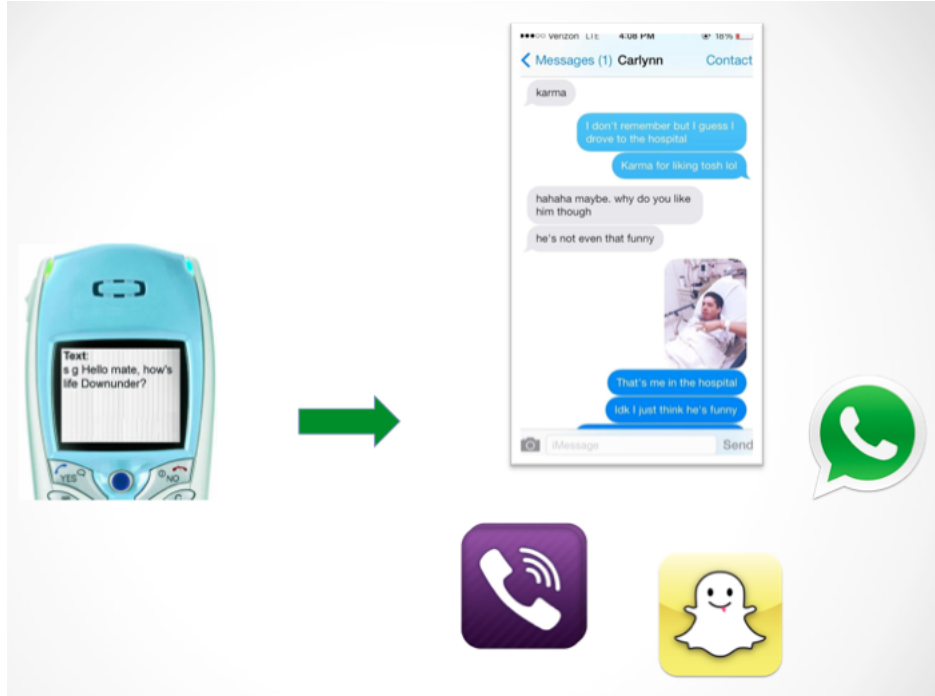 Text:
s g Hello mate, how's
life Downunder?
YES
NO
C
Verizon LTE 4:08 PM 18%
Messages (1) Carlynn Contact
karma
I don't remember but I guess I
drove to the hospital
Karma for liking tosh lol
hahaha maybe. why do you like
him though
he's not even that funny
That's me in the hospital
Idk I just think he's funny
iMessage Send